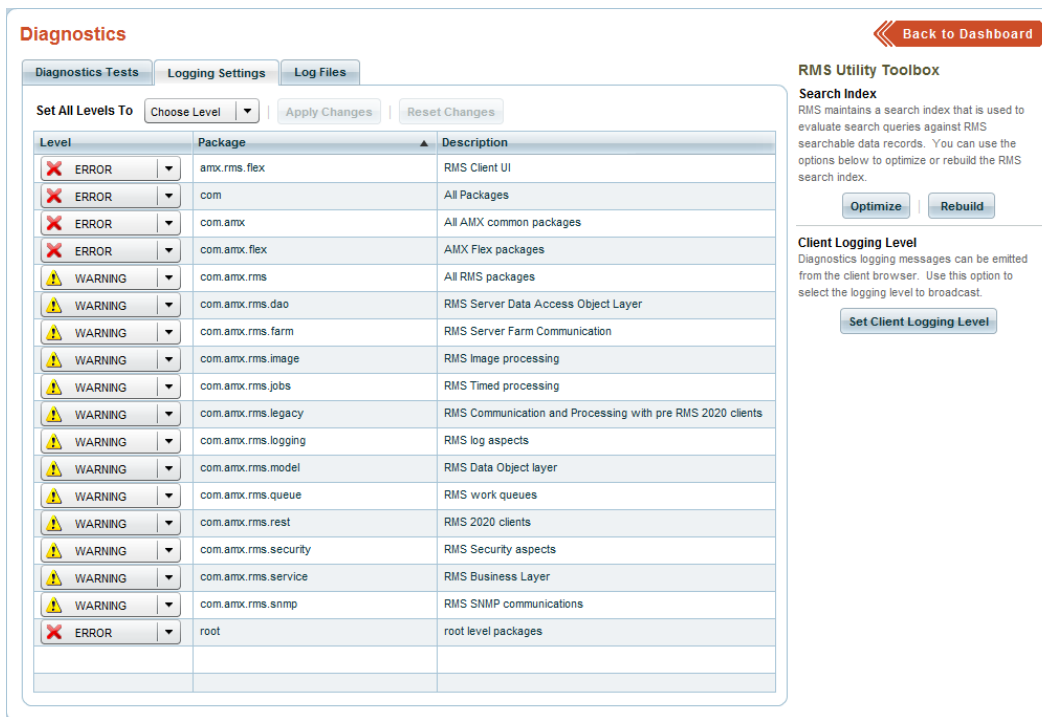 Diagnostics
Back to Dashboard
Diagnostics Tests
Logging Settings
Log Files
Set All Levels To
Choose Level
Apply Changes
Reset Changes
Level Package Description
ERROR amx.rms.flex RMS Client UI
ERROR com All Packages
ERROR com.amx All AMX common packages
ERROR com.amx.flex AMX Flex packages
WARNING com.amx.rms All RMS packages
WARNING com.amx.rms.dao RMS Server Data Access Object Layer
WARNING com.amx.rms.farm RMS Server Farm Communication
WARNING com.amx.rms.image RMS Image processing
WARNING com.amx.rms.jobs RMS Timed processing
WARNING com.amx.rms.legacy RMS Communication and Processing with pre RMS 2020 clients
WARNING com.amx.rms.logging RMS log aspects
WARNING com.amx.rms.model RMS Data Object layer
WARNING com.amx.rms.queue RMS work queues
WARNING com.amx.rms.rest RMS 2020 clients
WARNING com.amx.rms.security RMS Security aspects
WARNING com.amx.rms.service RMS Business Layer
WARNING com.amx.rms.snmp RMS SNMP communications
ERROR root root level packages
RMS Utility Toolbox
Search Index
RMS maintains a search index that is used to
evaluate search queries against RMS
searchable data records. You can use the
options below to optimize or rebuild the RMS
search index.
Optimize
Rebuild
Client Logging Level
Diagnostics logging messages can be emitted
from the client browser. Use this option to
select the logging level to broadcast.
Set Client Logging Level